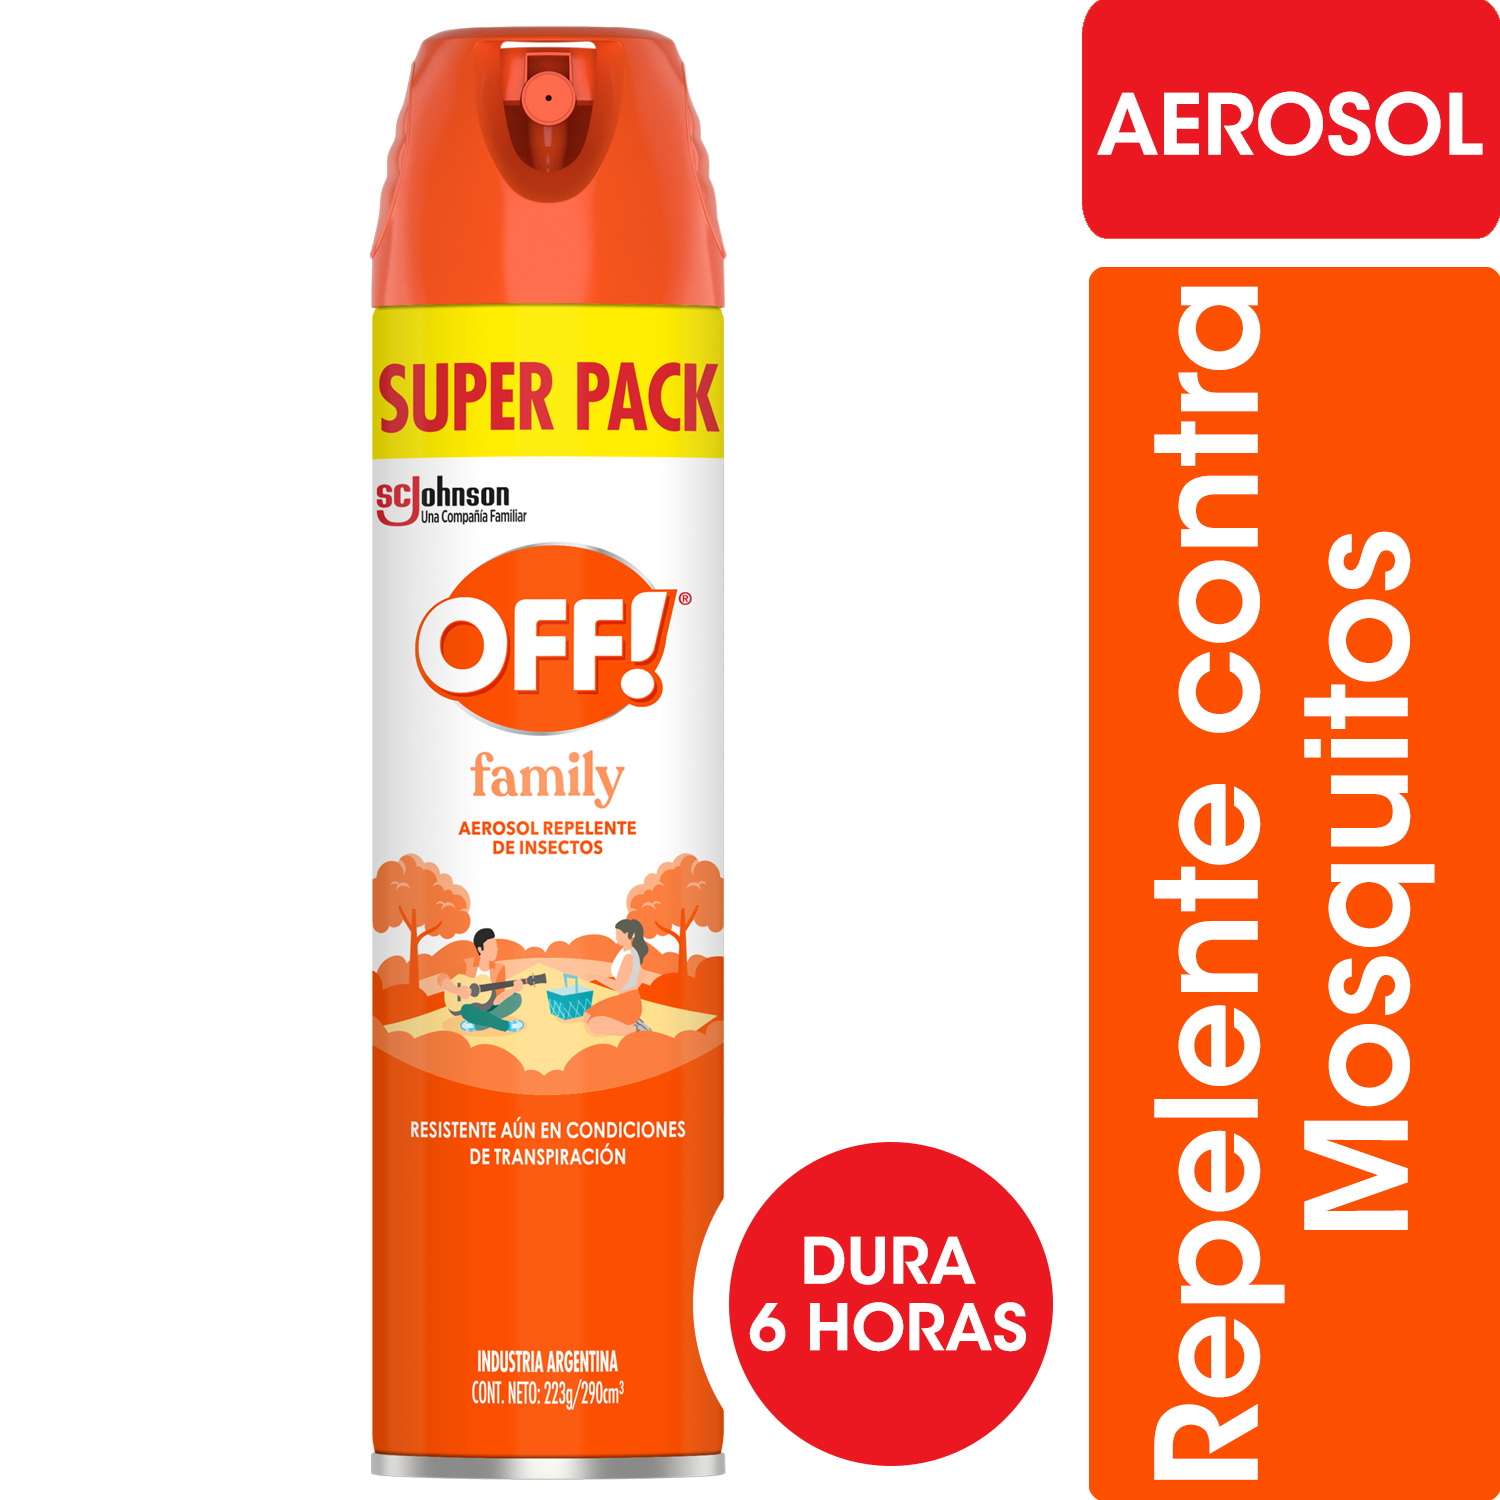 AEROSOL
Repelente contra
Mosquitos
SUPER PACK
SCJohnson
Una Compañía Familiar
OFF!®
family
AEROSOL REPELENTE
DE INSECTOS
RESISTENTE AÚN EN CONDICIONES
DE TRANSPIRACIÓN
INDUSTRIA ARGENTINA
CONT. NETO: 223g/290cm³
DURA
6 HORAS